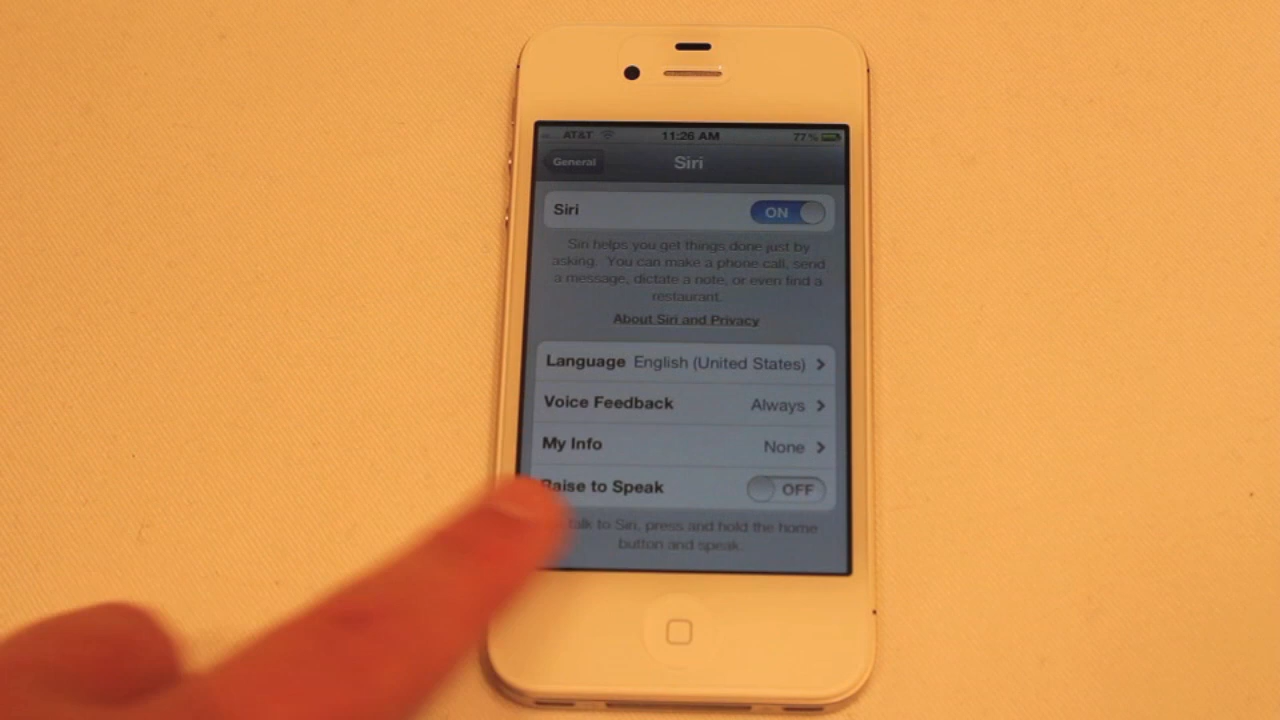 AT&T 11:26 AM 77%
General Siri
Siri ON
Siri helps you get things done just by
asking. You can make a phone call, send
a message, dictate a note, or even find a
restaurant.
About Siri and Privacy
Language English (United States)
Voice Feedback Always
My Info None
Raise to Speak OFF
talk to Siri, press and hold the home
button and speak.